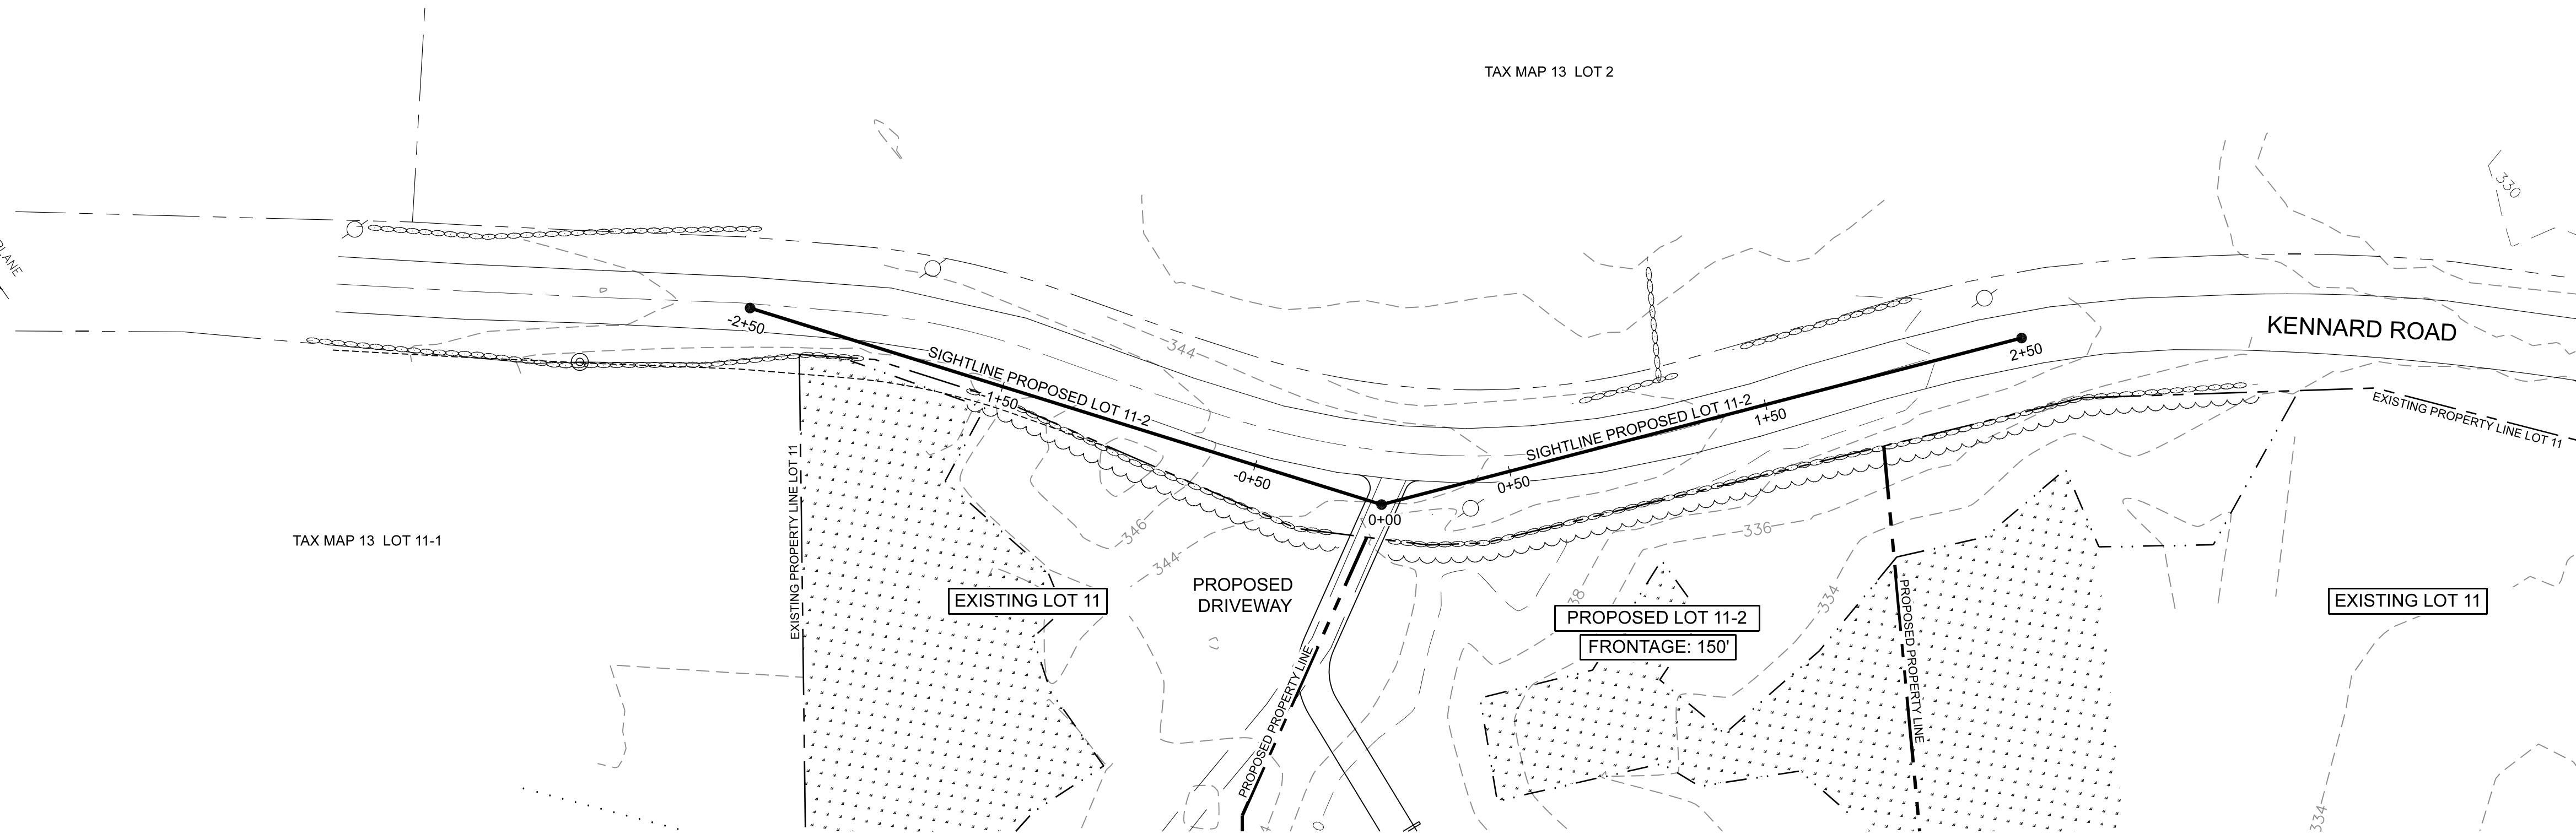 TAX MAP 13 LOT 2
330
LANE
-2+50
SIGHTLINE PROPOSED LOT 11-2
-1+50
-0+50
0+00
344
SIGHTLINE PROPOSED LOT 11-2
0+50
1+50
2+50
KENNARD ROAD
EXISTING PROPERTY LINE LOT 11
EXISTING PROPERTY LINE LOT 11
TAX MAP 13 LOT 11-1
346
344
336
334
EXISTING LOT 11
PROPOSED
DRIVEWAY
38
PROPOSED LOT 11-2
FRONTAGE: 150'
EXISTING LOT 11
PROPOSED PROPERTY LINE
PROPOSED PROPERTY LINE
334